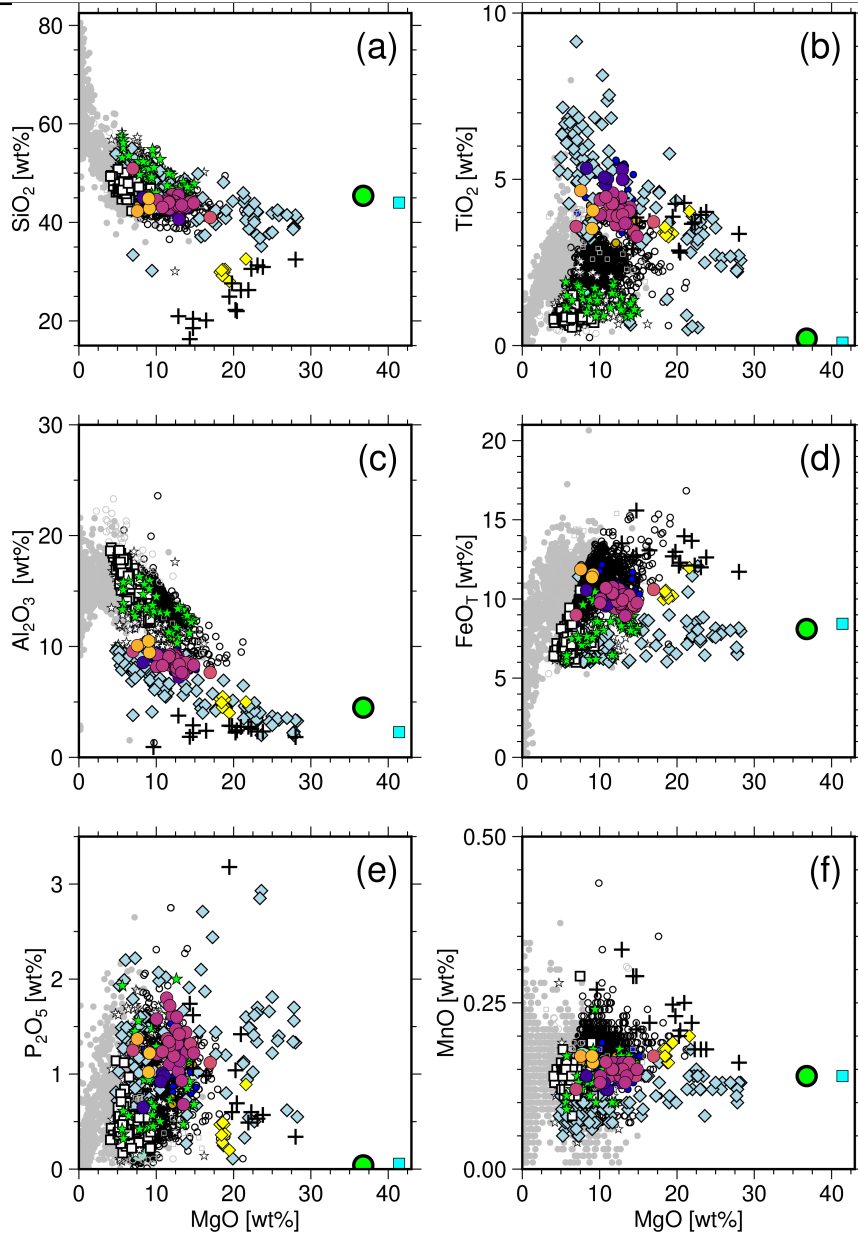 (a)
SiO2 [wt%]
80
60
40
20
0 10 20 30 40
(b)
TiO2 [wt%]
10
5
0
0 10 20 30 40
(c)
Al2O3 [wt%]
30
20
10
0
0 10 20 30 40
(d)
FeOT [wt%]
20
15
10
5
0
0 10 20 30 40
(e)
P2O5 [wt%]
3
2
1
0
0 10 20 30 40
MgO [wt%]
(f)
MnO [wt%]
0.50
0.25
0.00
0 10 20 30 40
MgO [wt%]